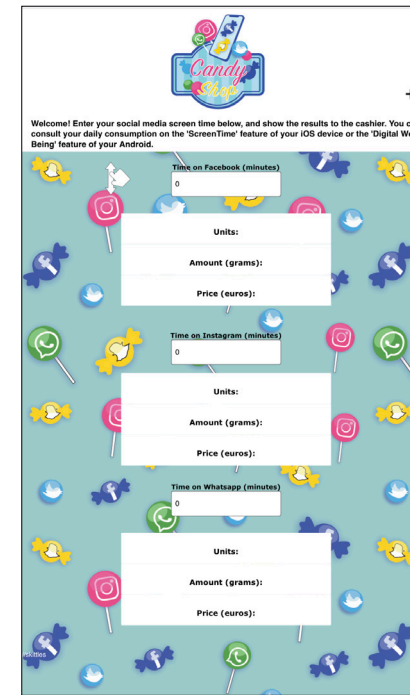 Candy
Shop
Welcome! Enter your social media screen time below, and show the results to the cashier. You c
consult your daily consumption on the 'ScreenTime' feature of your iOS device or the 'Digital We
Being' feature of your Android.
Time on Facebook (minutes)
0
Units:
Amount (grams):
Price (euros):
Time on Instagram (minutes)
0
Units:
Amount (grams):
Price (euros):
Time on Whatsapp (minutes)
0
Units:
Amount (grams):
Price (euros):